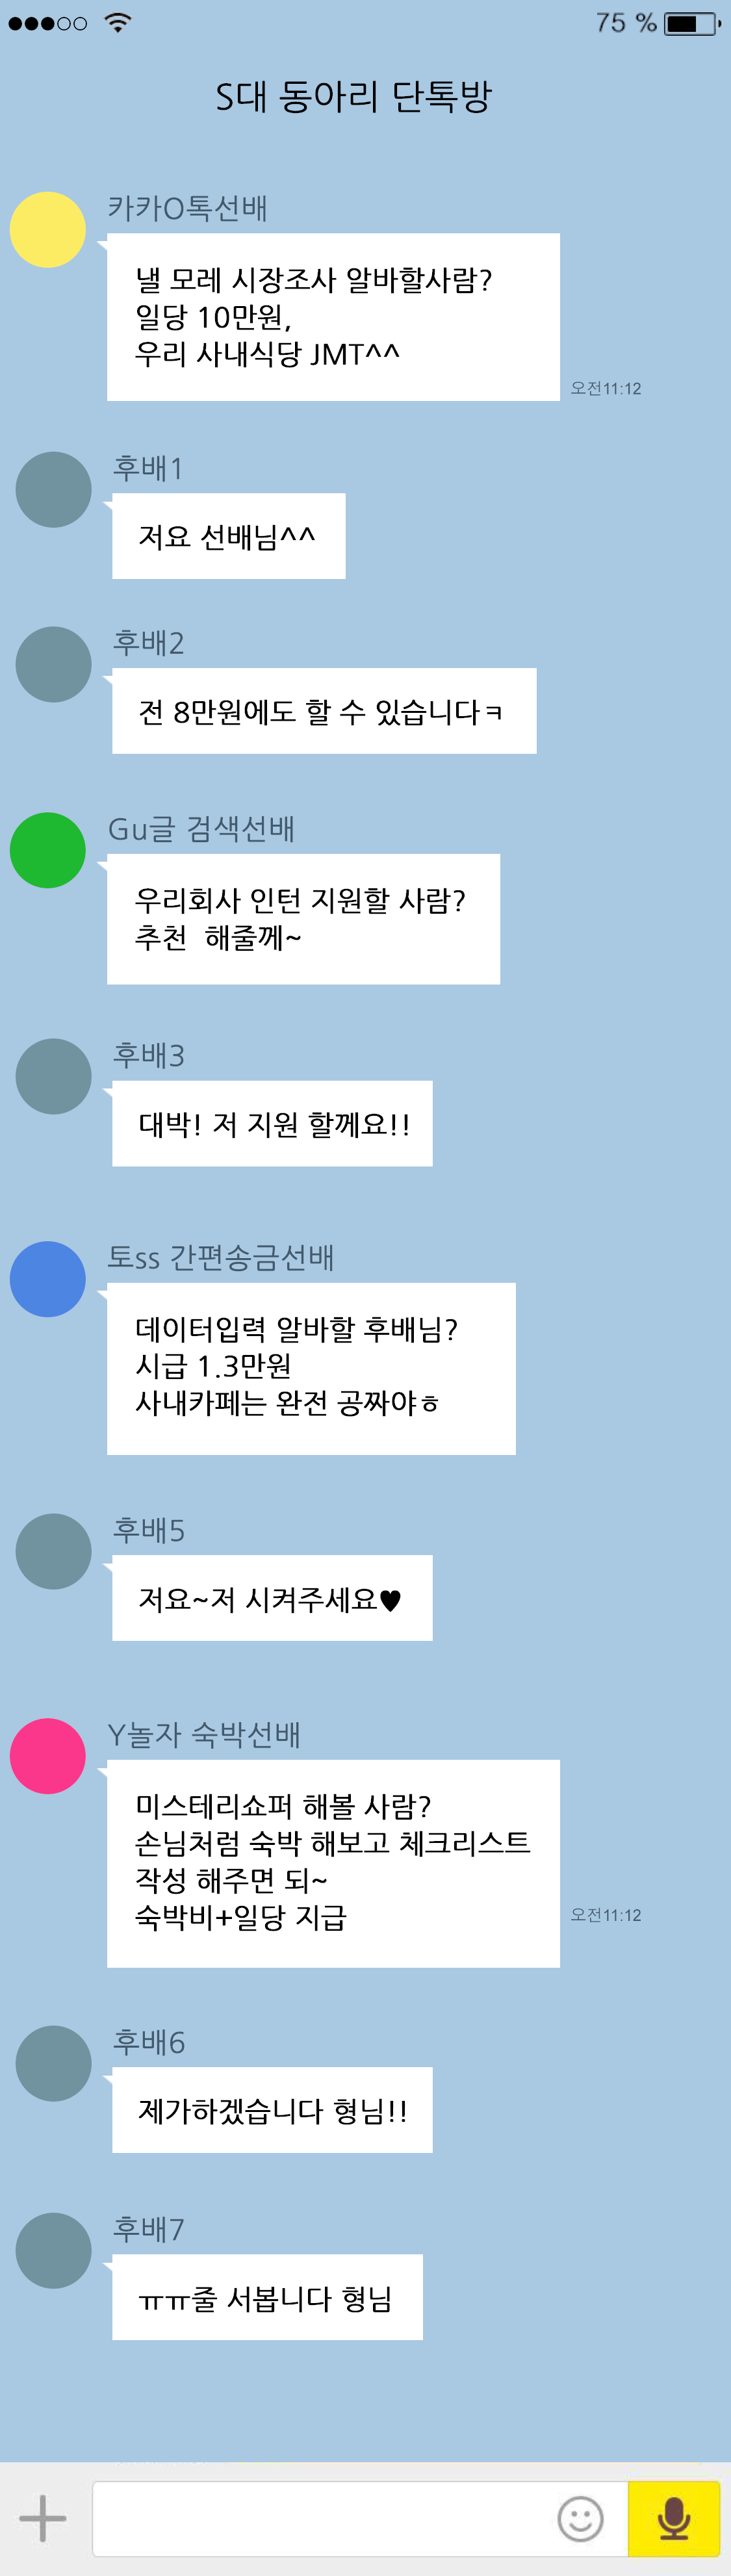 75 %
S대 동아리 단톡방
카카O톡선배
낼 모레 시장조사 알바할사람?
일당 10만원,
우리 사내식당 JMT^^
오전11:12
후배1
저요 선배님^^
후배2
전 8만원에도 할 수 있습니다ㅋ
Gu글 검색선배
우리회사 인턴 지원할 사람?
추천 해줄께~
후배3
대박! 저 지원 할께요!!
토ss 간편송금선배
데이터입력 알바할 후배님?
시급 1.3만원
사내카페는 완전 공짜야ㅎ
후배5
저요~저 시켜주세요♥
Y놀자 숙박선배
미스테리쇼퍼 해볼 사람?
손님처럼 숙박 해보고 체크리스트
작성 해주면 되~
숙박비+일당 지급
오전11:12
후배6
제가하겠습니다 형님!!
후배7
ㅠㅠ줄 서봅니다 형님